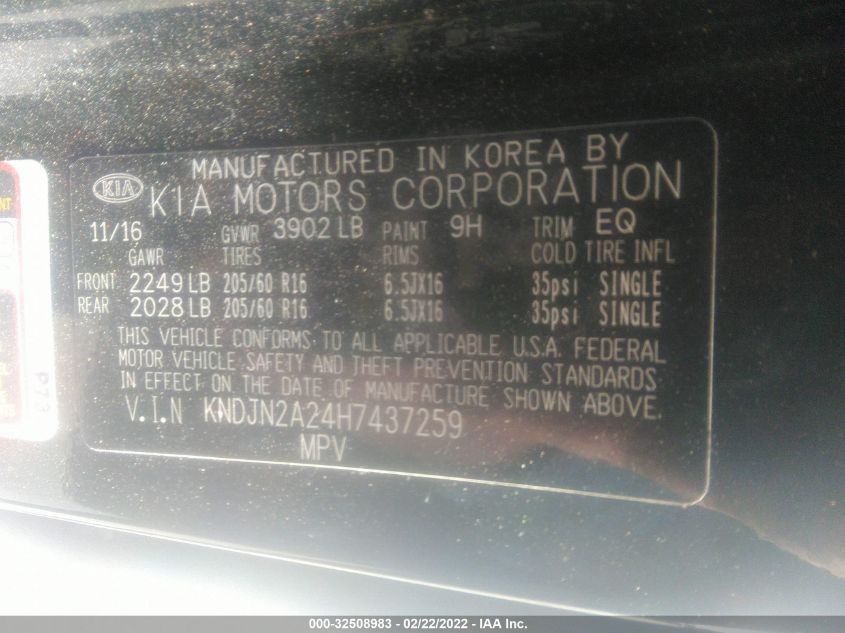 MANUFACTURED IN KOREA BY
KIA KIA MOTORS CORPORATION
11/16 GVWR 3902 LB PAINT 9H TRIM EQ
GAWR TIRES RIMS COLD TIRE INFL
FRONT 2249 LB 205/60 R16 6.5JX16 35psi SINGLE
REAR 2028 LB 205/60 R16 6.5JX16 35psi SINGLE
THIS VEHICLE CONFORMS TO ALL APPLICABLE U.S.A. FEDERAL
MOTOR VEHICLE SAFETY AND THEFT PREVENTION STANDARDS
IN EFFECT ON THE DATE OF MANUFACTURE SHOWN ABOVE.
V.I.N KNDJN2A24H7437259
MPV
000-32508983 - 02/22/2022 - IAA Inc.